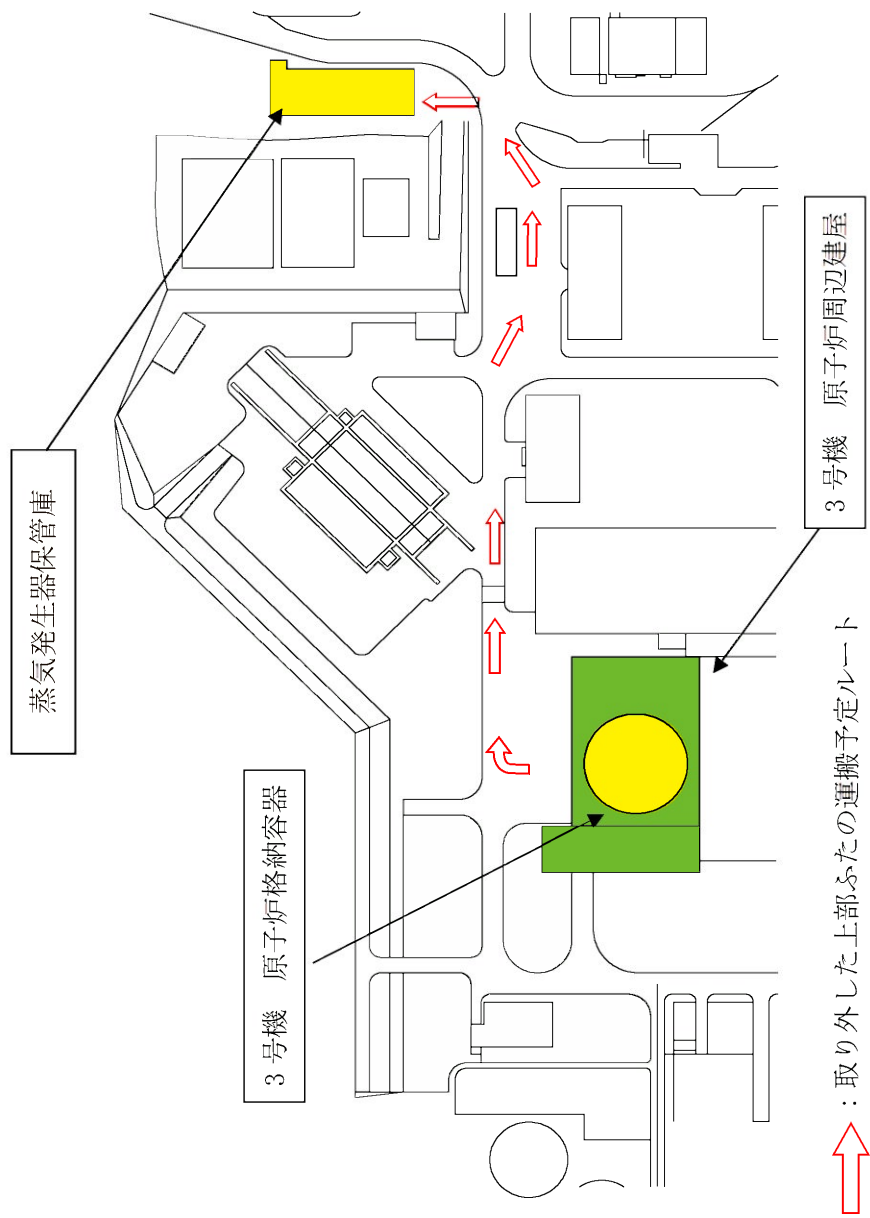 蒸気発生器保管庫
3号機　原子炉格納容器
3号機　原子炉周辺建屋
：取り外した上部ふたの運搬予定ルート